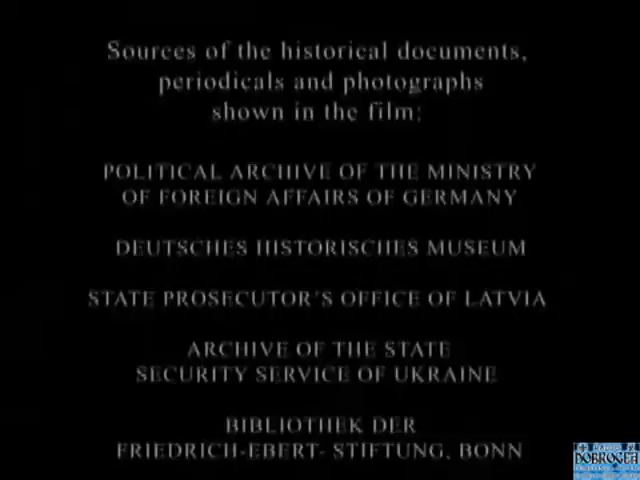 Sources of the historical documents,
periodicals and photographs
shown in the film:
POLITICAL ARCHIVE OF THE MINISTRY
OF FOREIGN AFFAIRS OF GERMANY
DEUTSCHES HISTORISCHES MUSEUM
STATE PROSECUTOR'S OFFICE OF LATVIA
ARCHIVE OF THE STATE
SECURITY SERVICE OF UKRAINE
BIBLIOTHEK DER
FRIEDRICH-EBERT- STIFTUNG, BONN
DOBROGEA